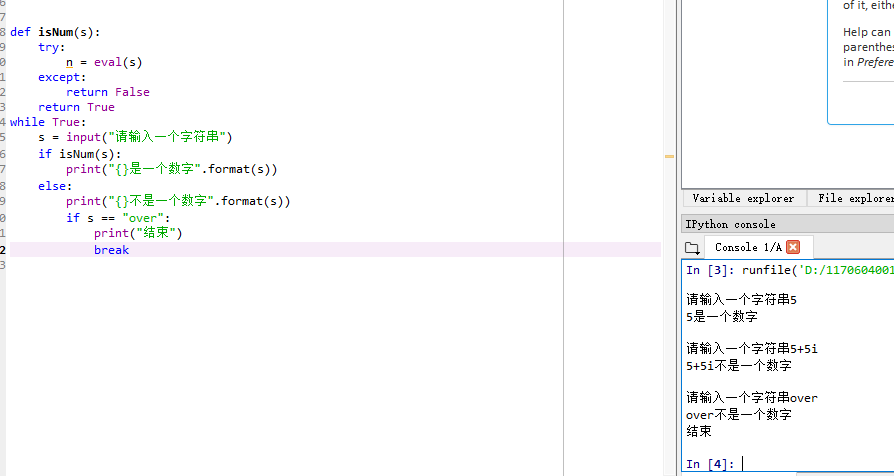 def isNum(s):
try:
n = eval(s)
except:
return False
return True
while True:
s = input("请输入一个字符串")
if isNum(s):
print("{}是一个数字".format(s))
else:
print("{}不是一个数字".format(s))
if s == "over":
print("结束")
break
of it, eithe
Help can
parenthes
in Prefere
Variable explorer File explorer
IPython console
Console 1/A
In [3]: runfile('D:/1170604001
请输入一个字符串5
5是一个数字
请输入一个字符串5+5i
5+5i不是一个数字
请输入一个字符串over
over不是一个数字
结束
In [4]: